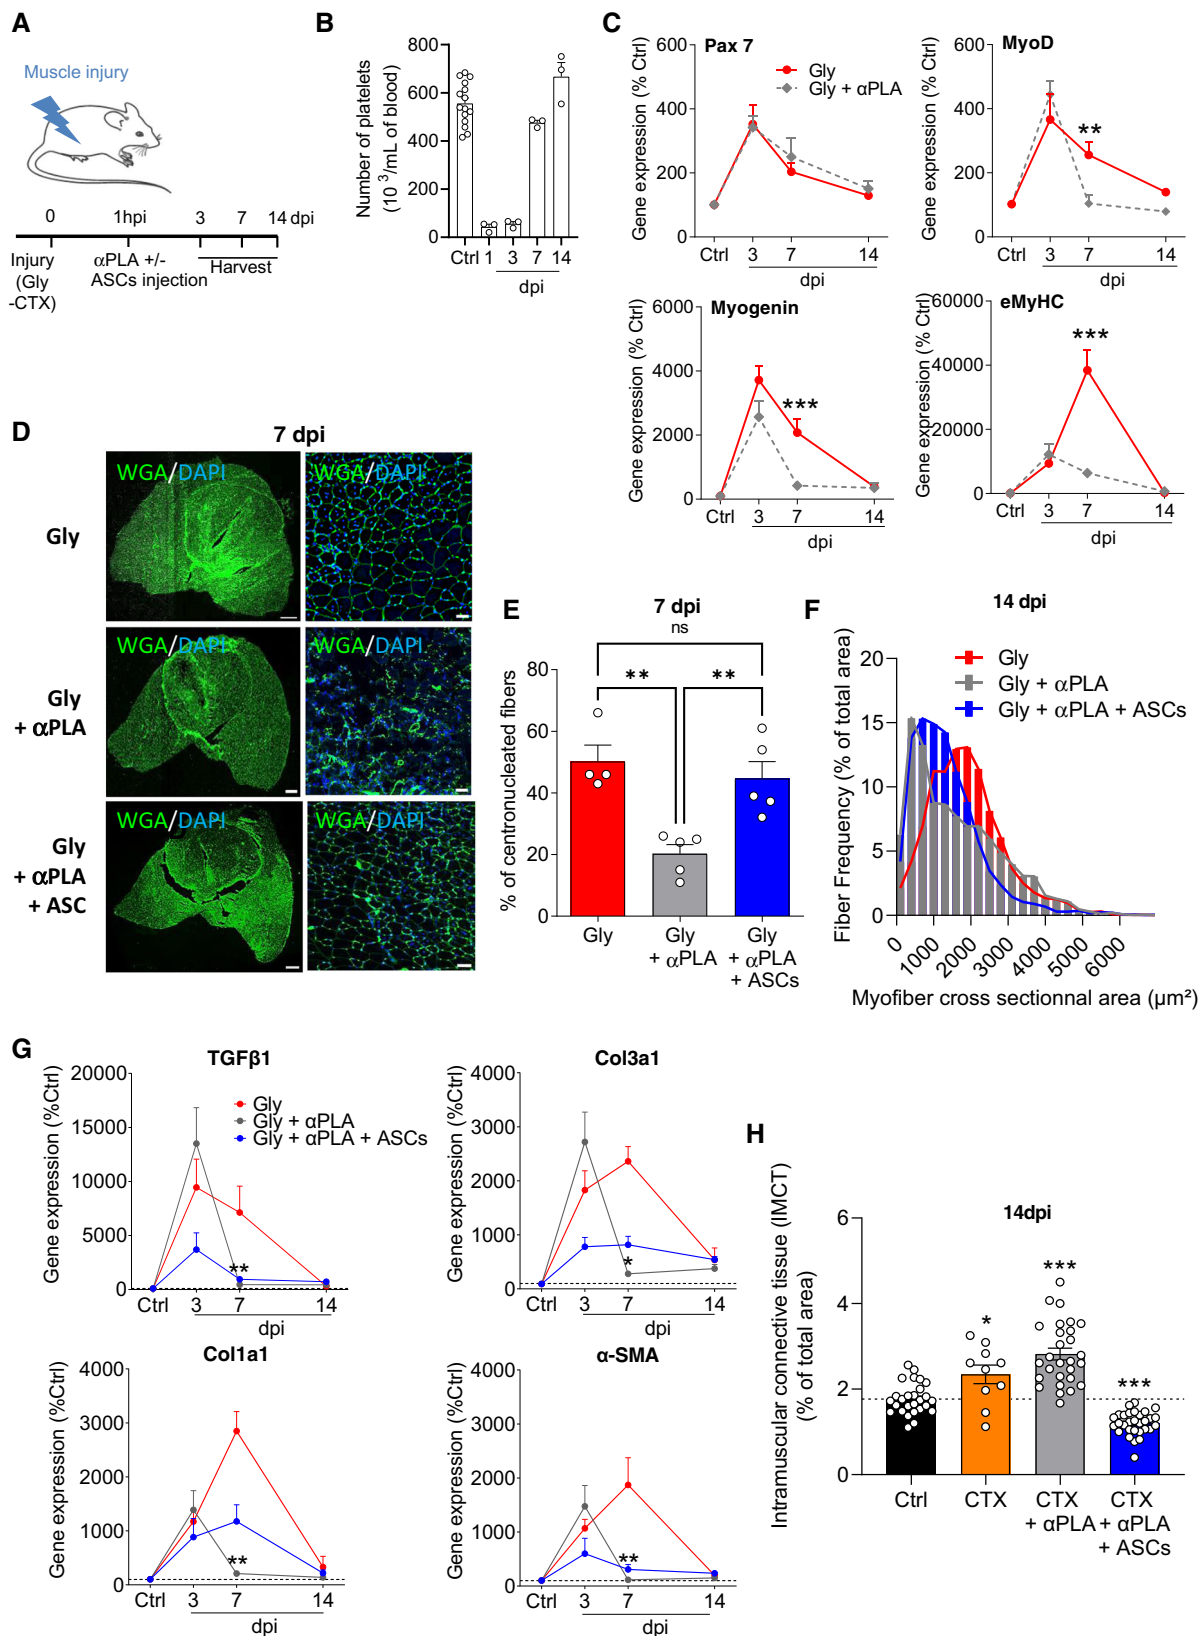 A
Muscle injury
0
1hpi
3
7
14 dpi
Injury
(Gy
-CTX)
αPLA +/-
ASCs injection
Harvest
B
Number of platelets
(10 3/mL of blood)
800
600
400
200
0
Ctrl
1
3
7
14
dpi
C
Pax 7
Gly
Gly + αPLA
Gene expression (% Ctrl)
600
400
200
0
Ctrl
3
7
14
dpi
MyoD
**
Gene expression (% Ctrl)
600
400
200
0
Ctrl
3
7
14
dpi
Myogenin
***
Gene expression (% Ctrl)
6000
4000
2000
0
Ctrl
3
7
14
dpi
eMyHC
***
Gene expression (% Ctrl)
60000
40000
20000
0
Ctrl
3
7
14
dpi
D
7 dpi
WGA/DAPI
WGA/DAPI
Gly
WGA/DAPI
WGA/DAPI
Gly
+ αPLA
WGA/DAPI
WGA/DAPI
Gly
+ αPLA
+ ASC
E
7 dpi
ns
**
**
% of centronucleated fibers
80
60
40
20
0
Gly
Gly
+ αPLA
Gly
+ αPLA
+ ASCs
F
14 dpi
Gly
Gly + αPLA
Gly + αPLA + ASCs
Fiber Frequency (% of total area)
20
15
10
5
0
0
1000
2000
3000
4000
5000
6000
Myofiber cross sectionnal area (µm²)
G
TGFβ1
Gly
Gly + αPLA
Gly + αPLA + ASCs
Gene expression (%Ctrl)
20000
15000
10000
5000
0
**
Ctrl
3
7
14
dpi
Col3a1
Gene expression (%Ctrl)
4000
3000
2000
1000
0
*
Ctrl
3
7
14
dpi
Col1a1
Gene expression (%Ctrl)
4000
3000
2000
1000
0
**
Ctrl
3
7
14
dpi
α-SMA
Gene expression (%Ctrl)
4000
3000
2000
1000
0
**
Ctrl
3
7
14
dpi
H
14dpi
Intramuscular connective tissue (IMCT)
(% of total area)
6
4
2
0
*
***
***
Ctrl
CTX
CTX
+ αPLA
CTX
+ αPLA
+ ASCs